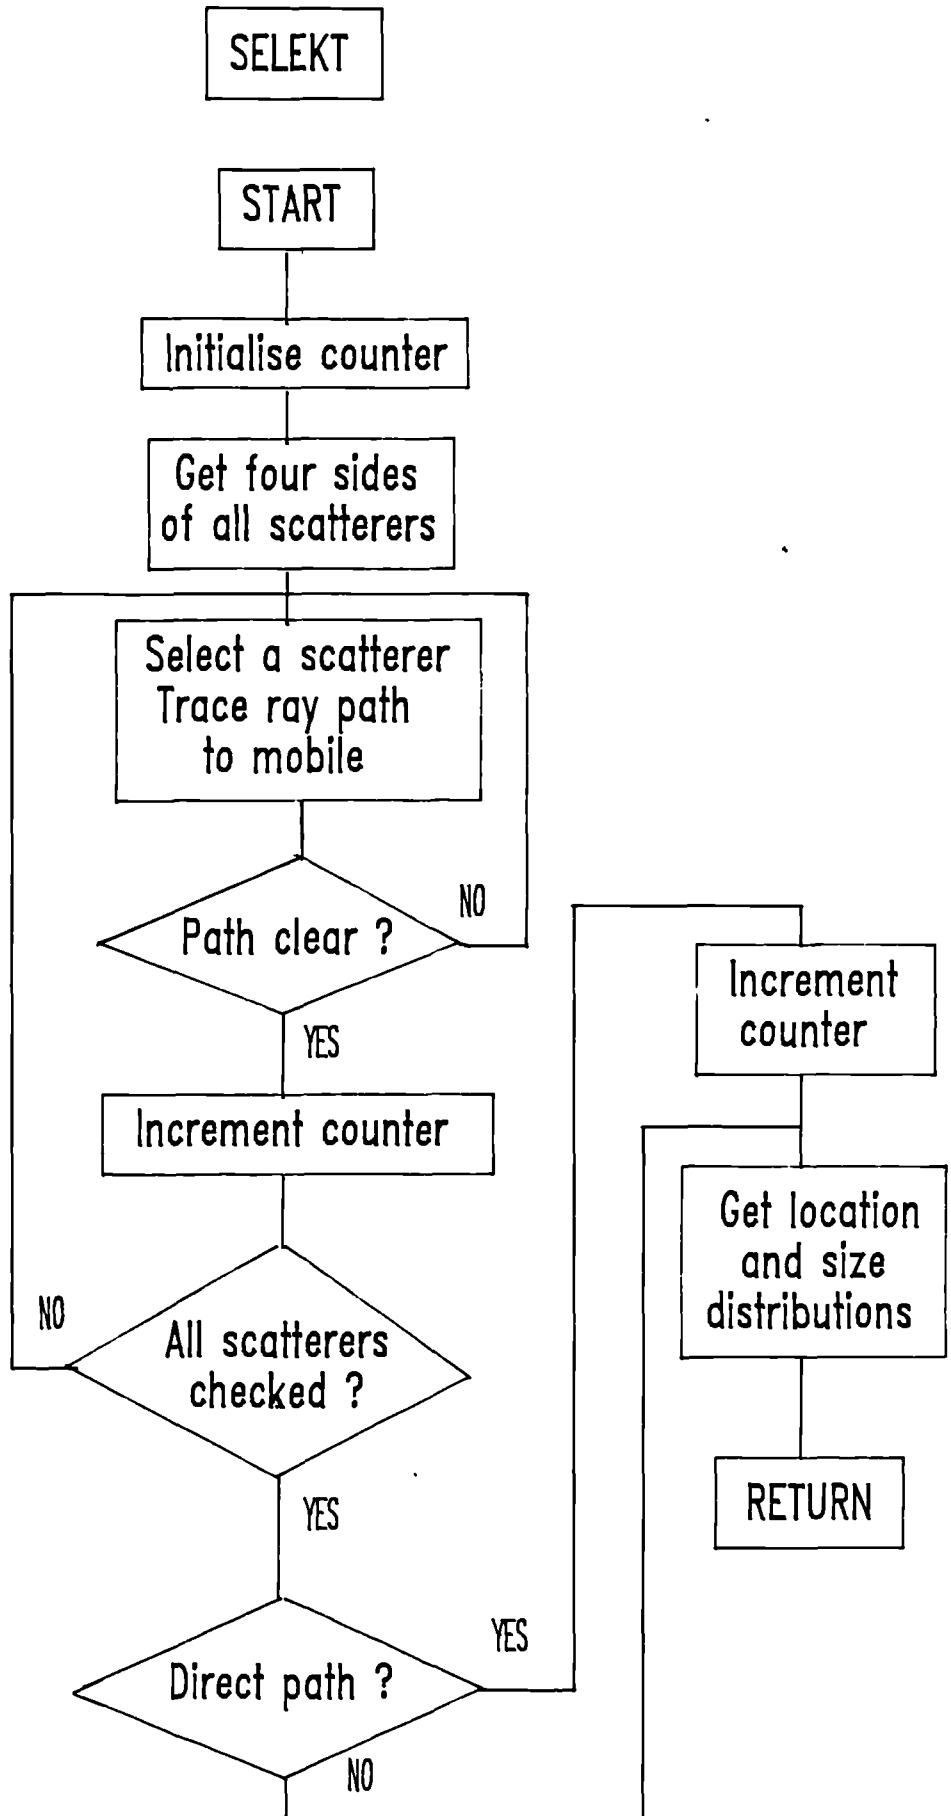 SELEKT
START
Initialise counter
Get four sides
of all scatterers
Select a scatterer
Trace ray path
to mobile
Path clear ?
NO
YES
Increment counter
All scatterers
checked ?
NO
YES
Direct path ?
YES
NO
Increment
counter
Get location
and size
distributions
RETURN